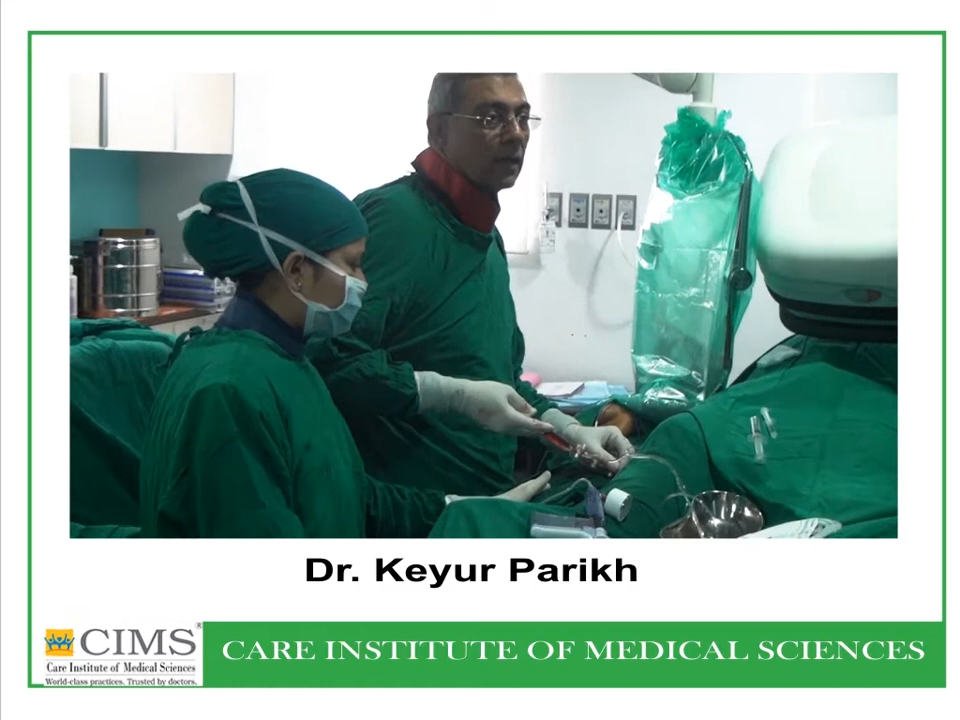 Dr. Keyur Parikh
CIMS®
Care Institute of Medical Sciences
World-class practices. Trusted by doctors.
CARE INSTITUTE OF MEDICAL SCIENCES